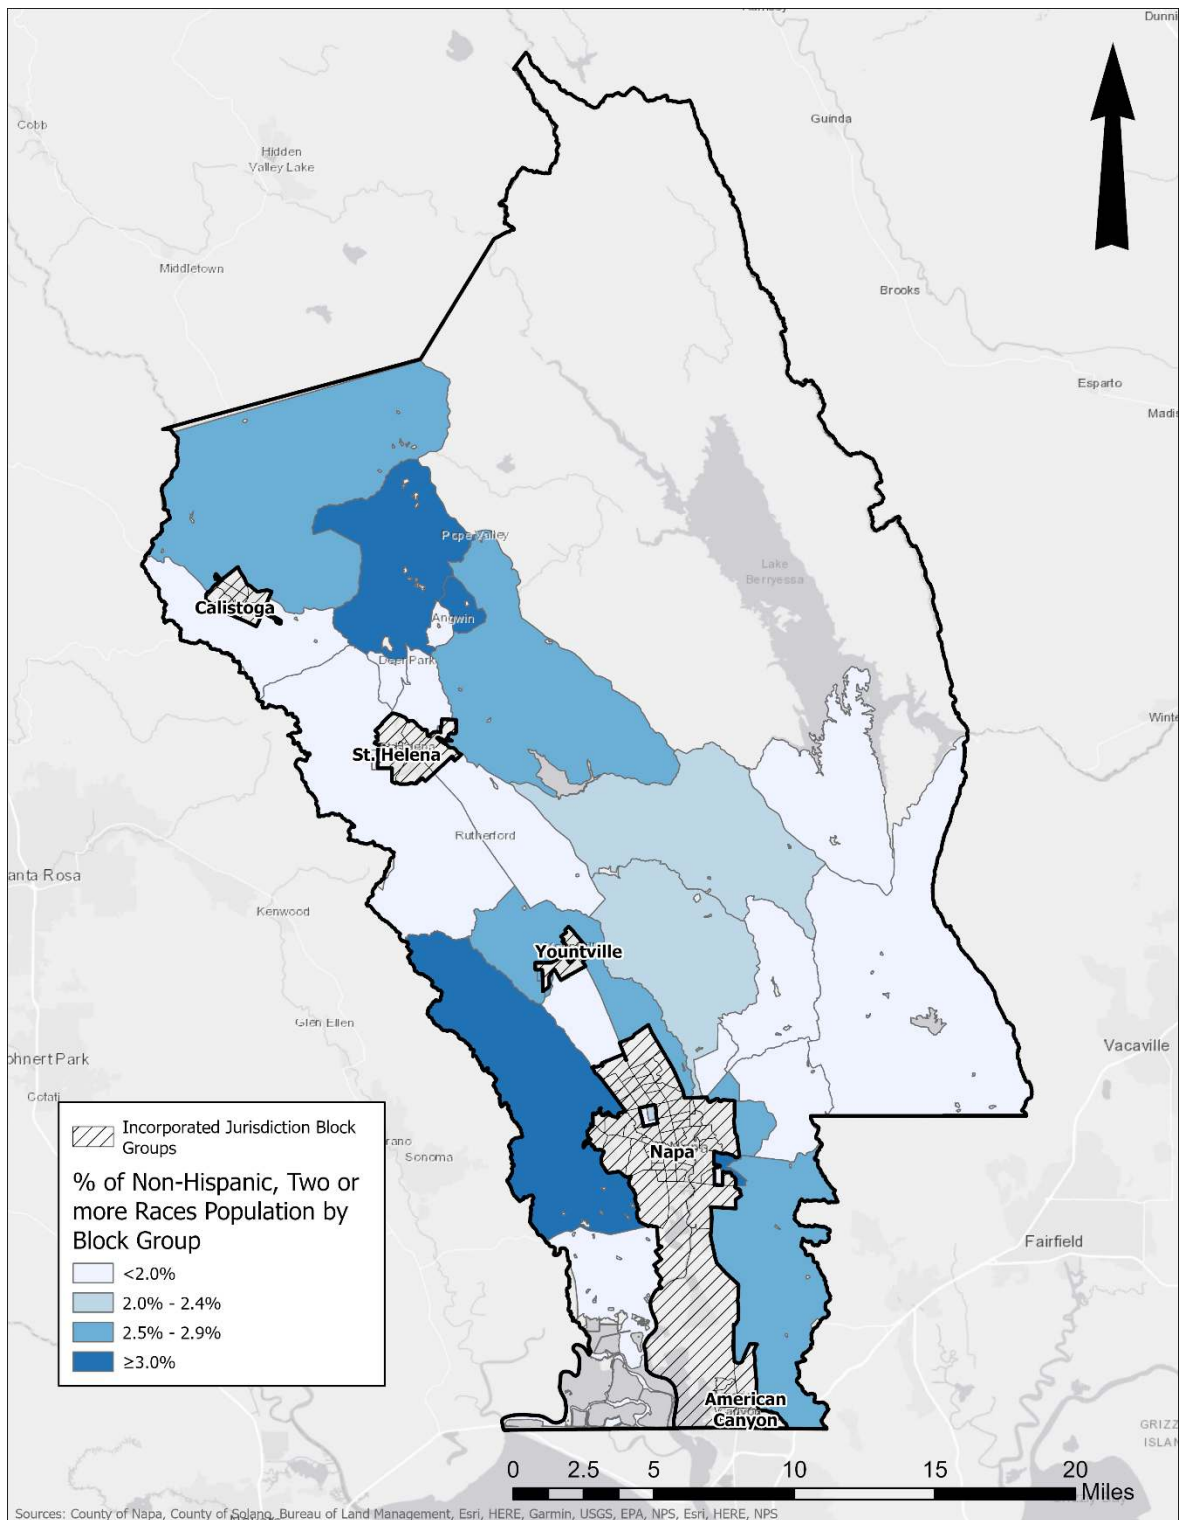 Dunni
Guinda
Cobb
Hidden
Valley Lake
Middletown
Brooks
Esparto
Madis
Pope Valley
Lake
Berryessa
Calistoga
Angwin
Deer Park
Winte
St. Helena
Rutherford
anta Rosa
Kenwood
Yountville
Glen Ellen
ohnert Park
Cotati
Vacaville
Incorporated Jurisdiction Block
Groups
rano
Sonoma
Napa
% of Non-Hispanic, Two or
more Races Population by
Block Group
<2.0%
2.0% - 2.4%
2.5% - 2.9%
≥3.0%
Fairfield
American
Canyon
GRIZZ
ISLAN
0 2.5 5 10 15 20
Miles
Sources: County of Napa, County of Solano, Bureau of Land Management, Esri, HERE, Garmin, USGS, EPA, NPS, Esri, HERE, NPS